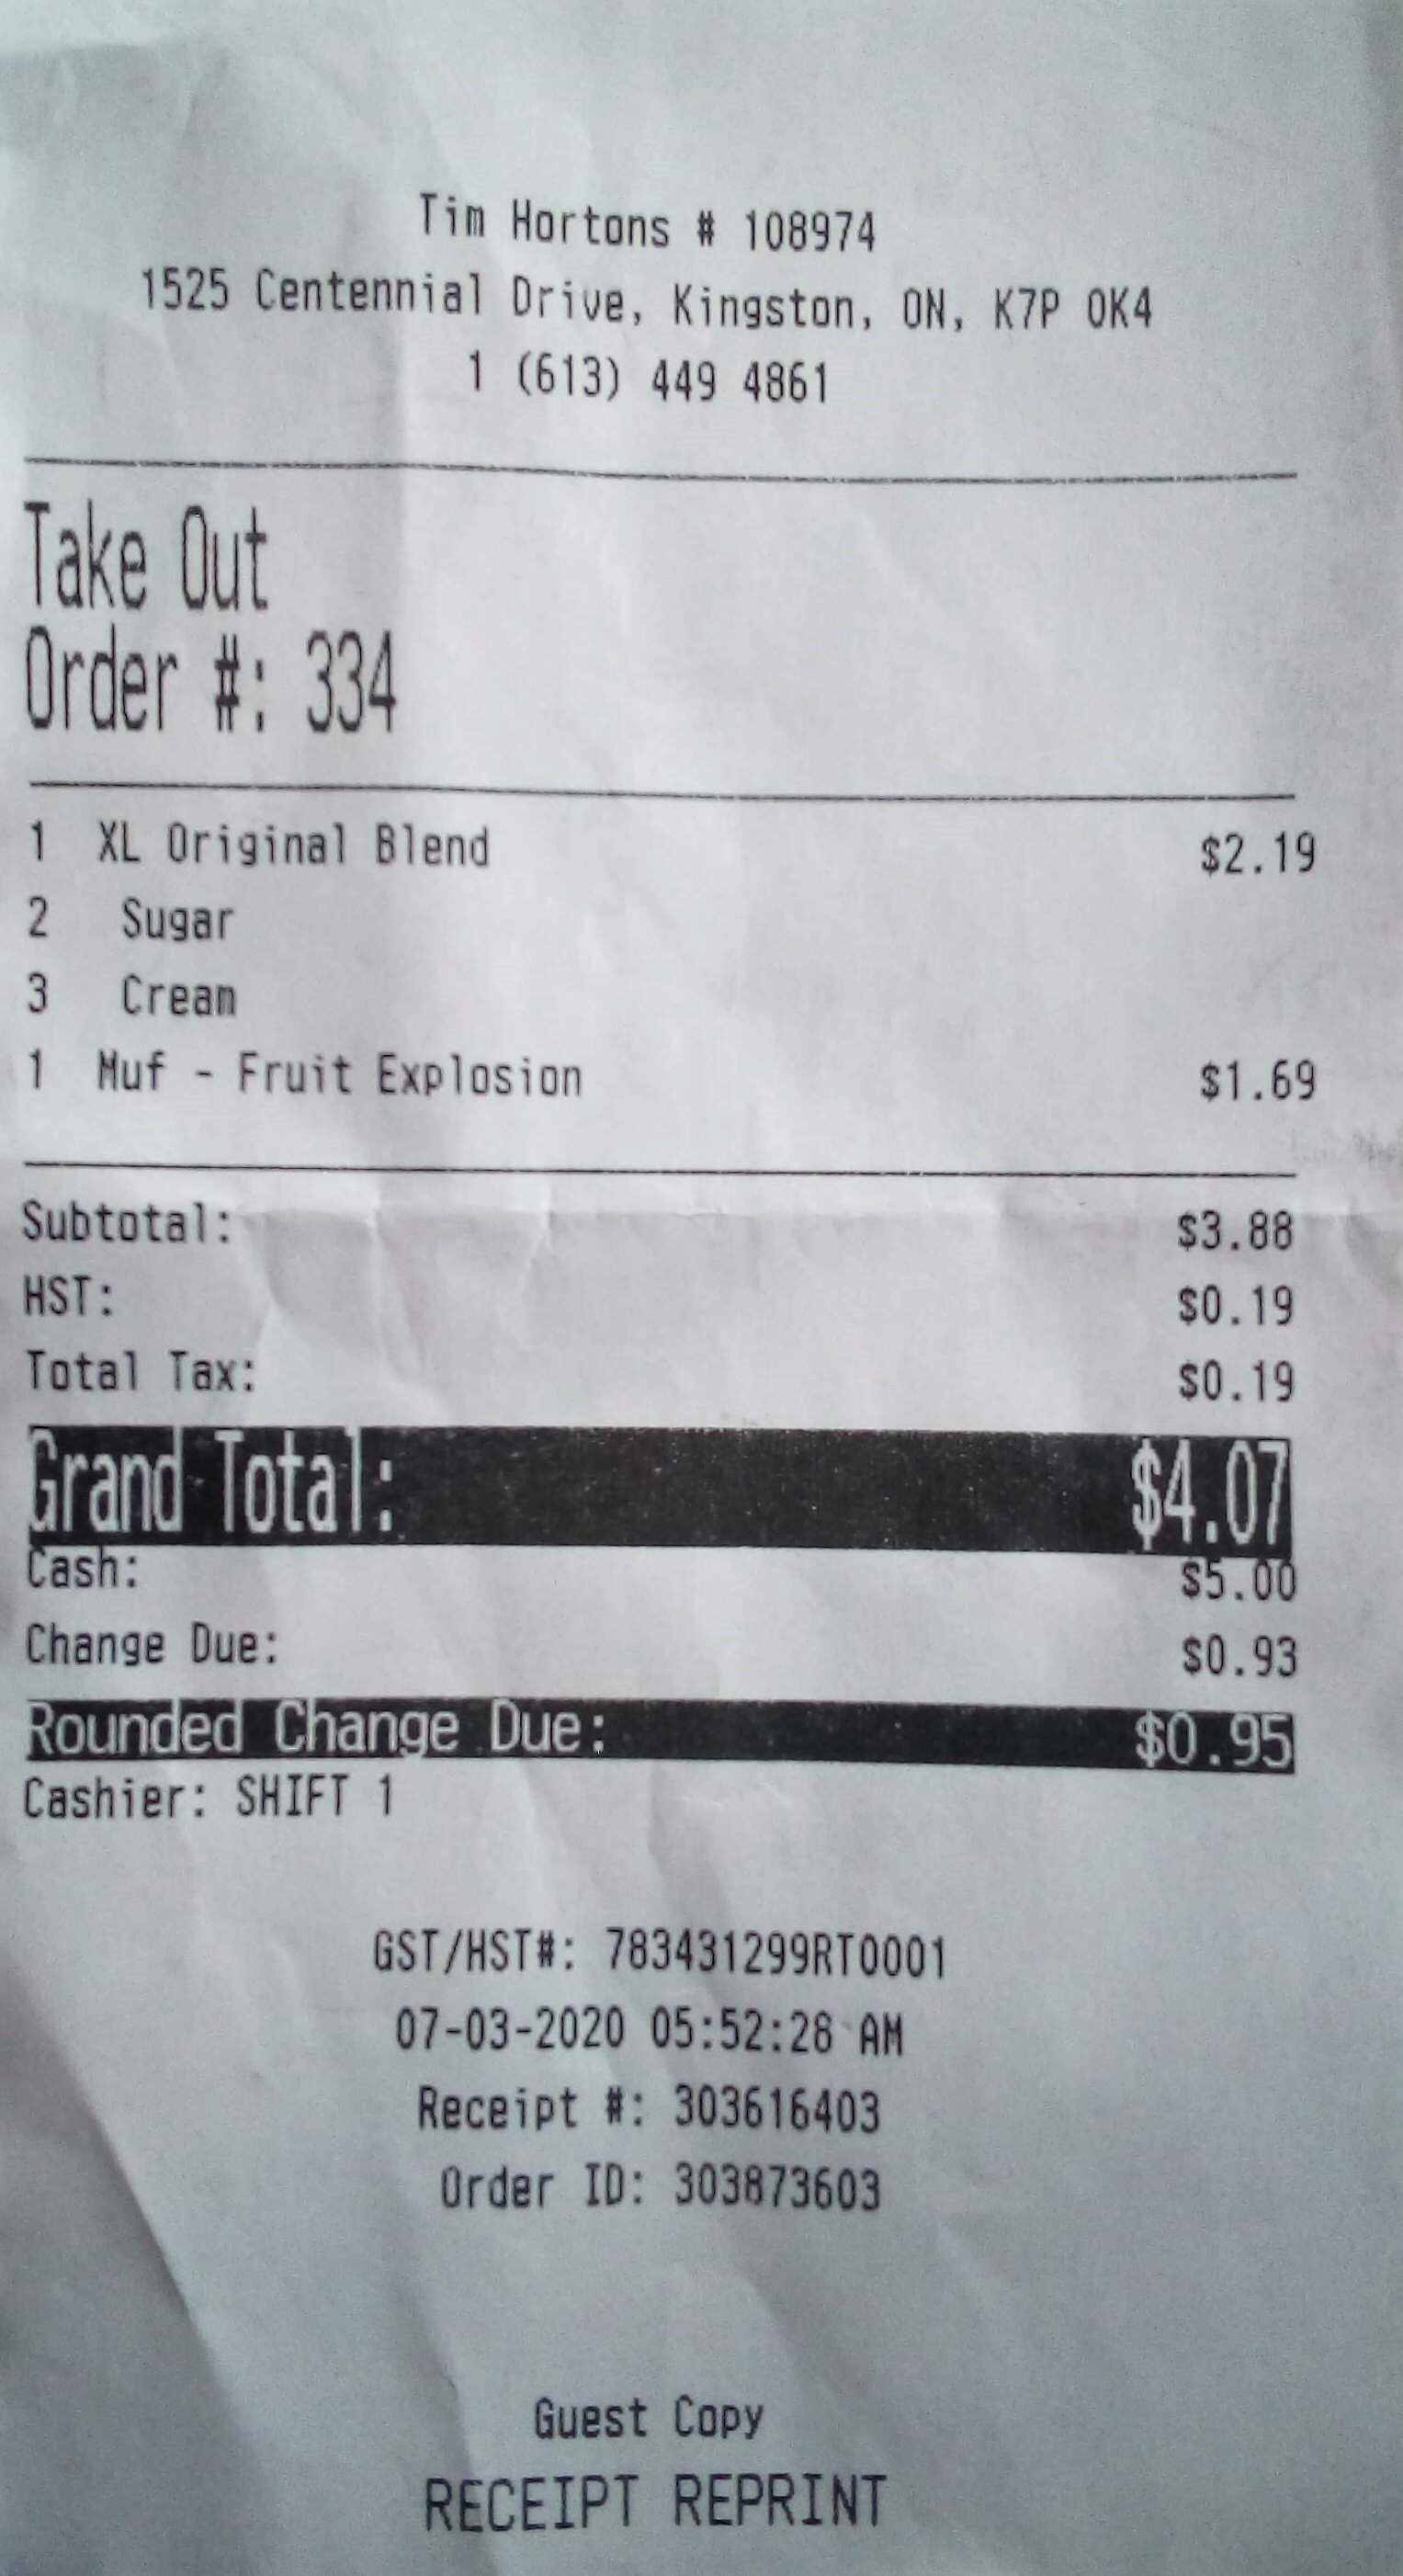 Tim Hortons # 108974
1525 Centennial Drive, Kingston, ON, K7P 0K4
1 (613) 449 4861
Take Out
Order #: 334
1 XL Original Blend $2.19
2 Sugar
3 Cream
1 Muf - Fruit Explosion $1.69
Subtotal: $3.88
HST: $0.19
Total Tax: $0.19
Grand Total: $4.07
Cash: $5.00
Change Due: $0.93
Rounded Change Due: $0.95
Cashier: SHIFT 1
GST/HST#: 783431299RT0001
07-03-2020 05:52:28 AM
Receipt #: 303616403
Order ID: 303873603
Guest Copy
RECEIPT REPRINT